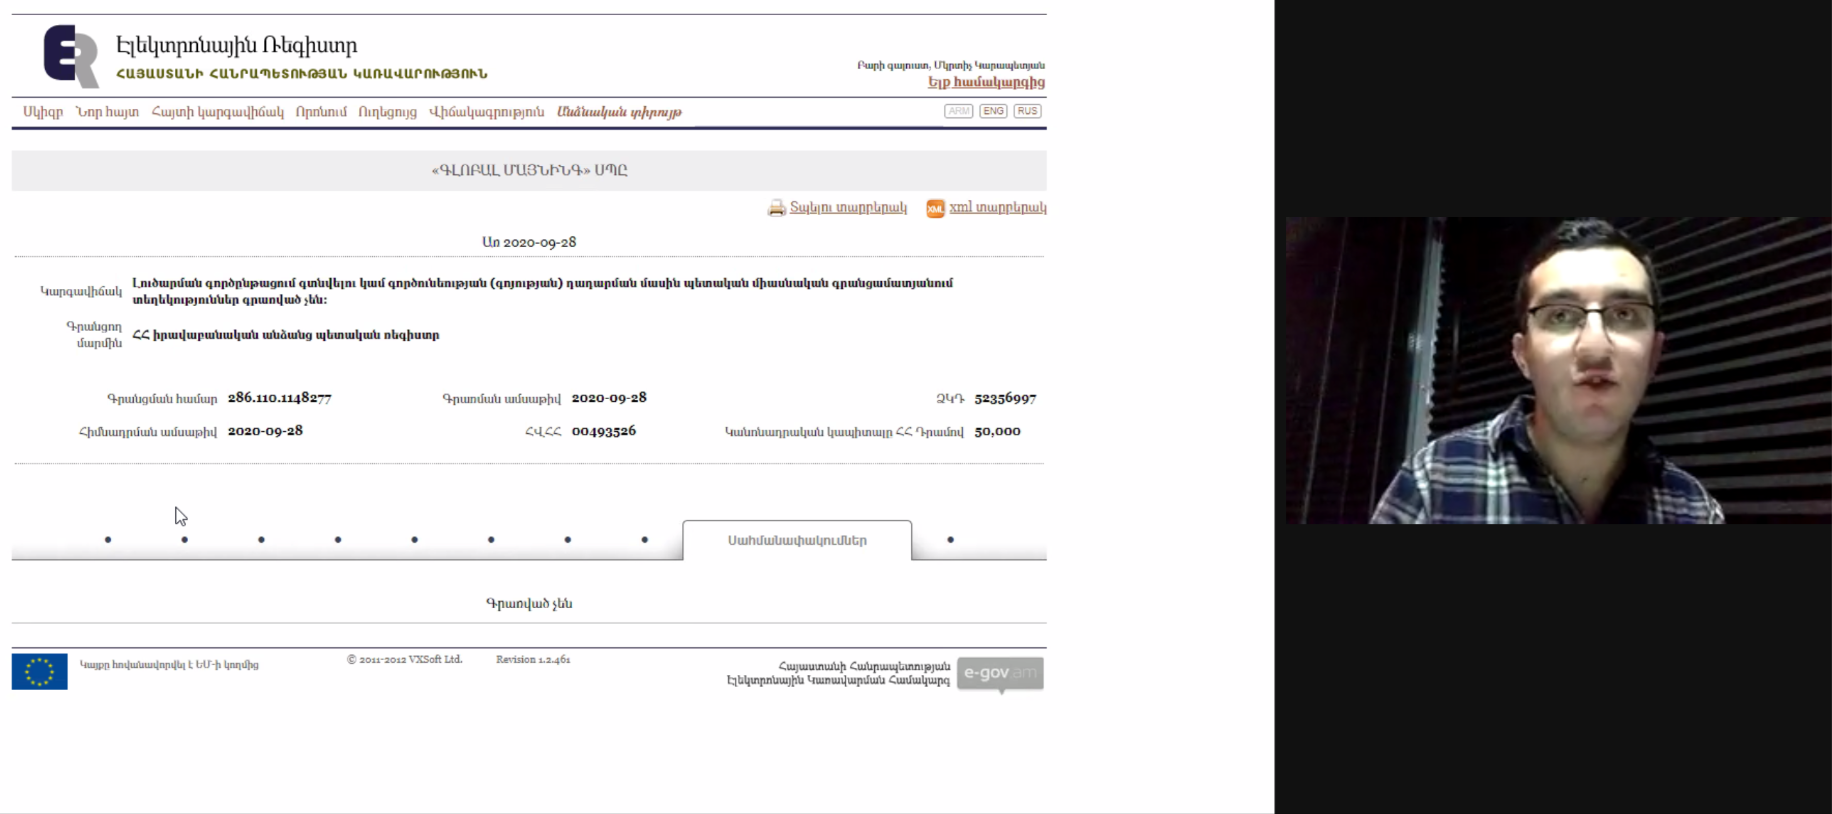 Էլեկտրոնային Ռեգիստր
ՀԱՅԱՍՏԱՆԻ ՀԱՆՐԱՊԵՏՈՒԹՅԱՆ ԿԱՌԱՎԱՐՈՒԹՅՈՒՆ
Բարի գալուստ, Մկրտիչ Կարապետյան
Ելք համակարգից
Սկիզբ Նոր հայտ Հայտի կարգավիճակ Որոնում Ուղեցույց Վիճակագրություն Անձնական տիրույթ
ARM ENG RUS
«ԳԼՈԲԱԼ ՄԱՅՆԻՆԳ» ՍՊԸ
Տպելու տարբերակ XML xml տարբերակ
Առ 2020-09-28
Կարգավիճակ Լուծարման գործընթացում գտնվելու կամ գործունեության (գոյության) դադարման մասին պետական միասնական գրանցամատյանում
տեղեկություններ գրառված չեն:
Գրանցող
մարմին ՀՀ իրավաբանական անձանց պետական ռեգիստր
Գրանցման համար 286.110.1148277 Գրառման ամսաթիվ 2020-09-28 ՁԿԴ 52356997
Հիմնադրման ամսաթիվ 2020-09-28 ՀՎՀՀ 00493526 Կանոնադրական կապիտալը ՀՀ Դրամով 50,000
Սահմանափակումներ
Գրառված չեն
Կայքը հովանավորվել է ԵՄ-ի կողմից © 2011-2012 VXSoft Ltd. Revision 1.2.461
Հայաստանի Հանրապետության
Էլեկտրոնային Կառավարման Համակարգ
e-gov.am